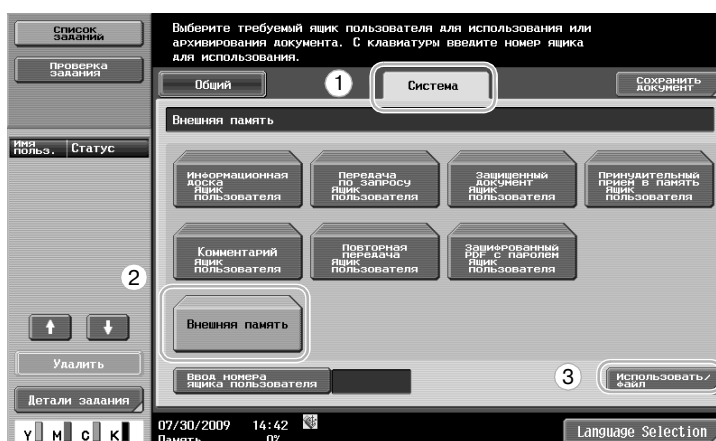 Список
заданий
Проверка
задания
Имя
польз.
Статус
Удалить
Детали задания
Y M C K
Выберите требуемый ящик пользователя для использования или
архивирования документа. С клавиатуры введите номер ящика
для использования.
Общий
1
Система
Сохранить
документ
Внешняя память
Информационная
доска
Ящик
пользователя
Передача
по запросу
Ящик
пользователя
Защищенный
документ
Ящик
пользователя
Принудительный
прием в память
Ящик
пользователя
Комментарий
Ящик
пользователя
Повторная
передача
Ящик
пользователя
Зашифрованный
PDF с паролем
Ящик
пользователя
2
Внешняя память
Ввод номера
ящика пользователя
3
Использовать/
файл
07/30/2009 14:42
Память 0%
Language Selection